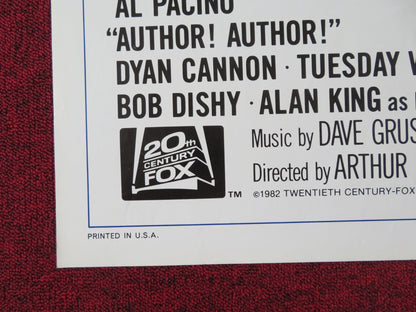 AL PACINO
"AUTHOR! AUTHOR!"
DYAN CANNON · TUESDAY
BOB DISHY · ALAN KING as
20th
CENTURY
FOX
TM
Music by DAVE GRUS
Directed by ARTHUR
©1982 TWENTIETH CENTURY-FOX
PRINTED IN U.S.A.